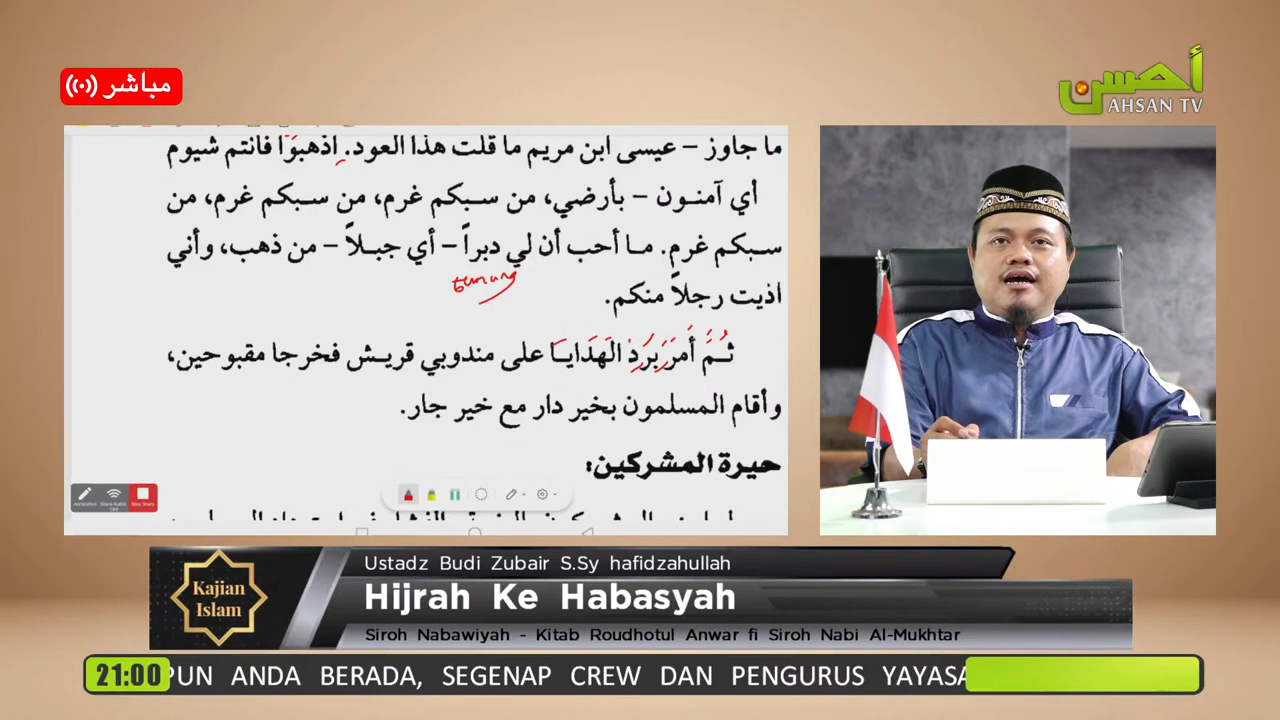 مباشر
أحسن
AHSAN TV
ما جاوز – عيسى ابن مريم ما قلت هذا العود. اذهبوا فانتم شيوم
أي آمنون – بأرضي، من سبكم غرم، من سبكم غرم، من
سبكم غرم. ما أحب أن لي دبراً – أي جبلاً – من ذهب، وأني
اذيت رجلاً منكم.
ثُمَّ أَمَرَ بَرَدِ الهَدَايَا على مندوبي قريش فخرجا مقبوحين،
وأقام المسلمون بخير دار مع خير جار.
حيرة المشركين:
Kajian
Islam
Ustadz Budi Zubair S.Sy hafidzahullah
Hijrah Ke Habasyah
Siroh Nabawiyah - Kitab Roudhotul Anwar fi Siroh Nabi Al-Mukhtar
21:00
PUN ANDA BERADA, SEGENAP CREW DAN PENGURUS YAYASA